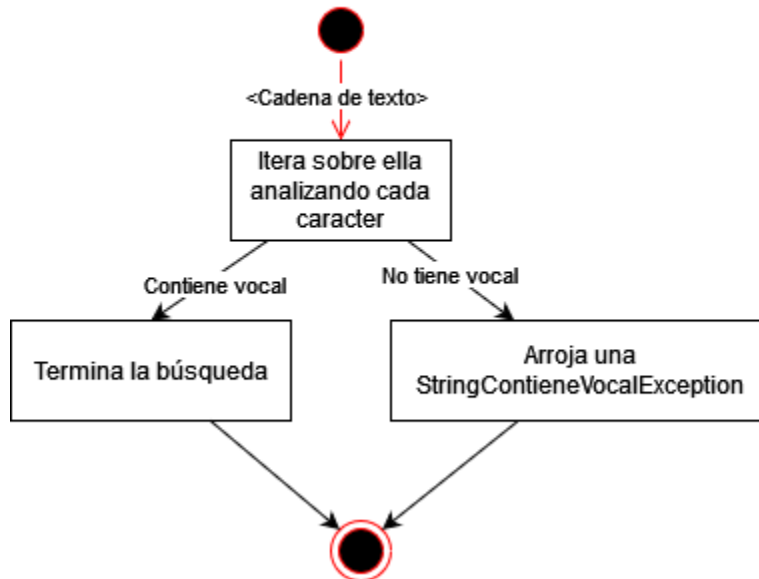 <Cadena de texto>
Itera sobre ella
analizando cada
caracter
Contiene vocal
No tiene vocal
Termina la búsqueda
Arroja una
StringContieneVocalException